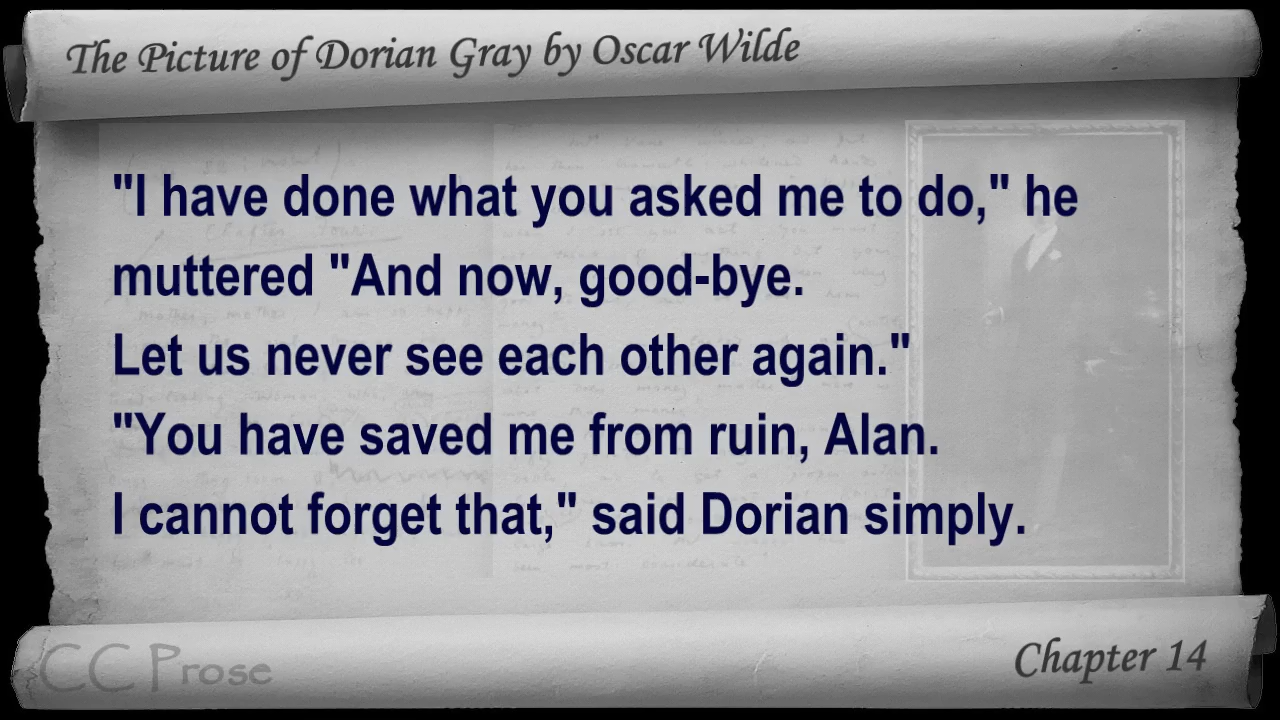 The Picture of Dorian Gray by Oscar Wilde
"I have done what you asked me to do," he
muttered "And now, good-bye.
Let us never see each other again."
"You have saved me from ruin, Alan.
I cannot forget that," said Dorian simply.
CC Prose
Chapter 14